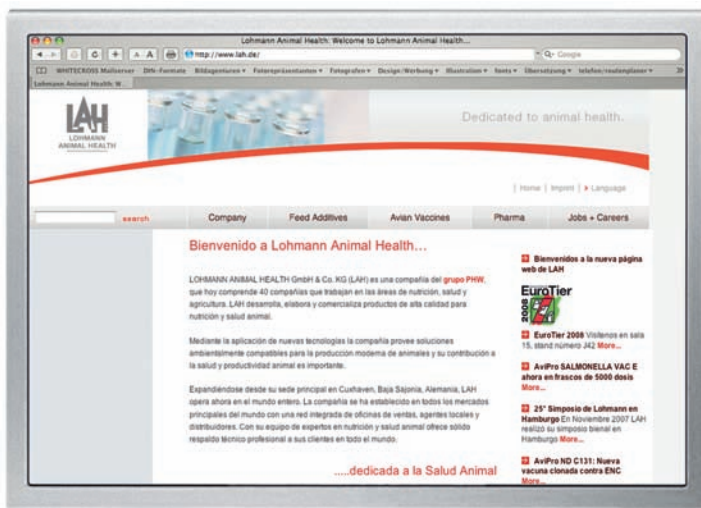 Lohmann Animal Health: Welcome to Lohmann Animal Health...
A A
http://www.lah.de/
Q- Google
WHITECROSS Mailserver DIN-Formate Bildagenturen Fotorepräsentanten Fotografen Design/Werbung Illustration fonts Übersetzung telefon/routenplaner
Lohmann Animal Health: W...
LAH
LOHMANN
ANIMAL HEALTH
Dedicated to animal health.
| Home | Imprint | Language
search
Company Feed Additives Avian Vaccines Pharma Jobs + Careers
Bienvenido a Lohmann Animal Health...
LOHMANN ANIMAL HEALTH GmbH & Co. KG (LAH) es una compañía del grupo PHW,
que hoy comprende 40 compañías que trabajan en las áreas de nutrición, salud y
agricultura. LAH desarrolla, elabora y comercializa productos de alta calidad para
nutrición y salud animal.
Mediante la aplicación de nuevas tecnologías la compañía provee soluciones
ambientalmente compatibles para la producción moderna de animales y su contribución a
la salud y productividad animal es importante.
Expandiéndose desde su sede principal en Cuxhaven, Baja Sajonia, Alemania, LAH
opera ahora en el mundo entero. La compañía se ha establecido en todos los mercados
principales del mundo con una red integrada de oficinas de ventas, agentes locales y
distribuidores. Con su equipo de expertos en nutrición y salud animal ofrece sólido
respaldo técnico profesional a sus clientes en todo el mundo.
.....dedicada a la Salud Animal
Bienvenidos a la nueva página
web de LAH
EuroTier
2008
EuroTier 2008 Visítenos en sala
15, stand número J42 More...
AviPro SALMONELLA VAC E
ahora en frascos de 5000 dosis
More...
25° Simposio de Lohmann en
Hamburgo En Noviembre 2007 LAH
realizó su simposio bienal en
Hamburgo More...
AviPro ND C131: Nueva
vacuna clonada contra ENC
More...